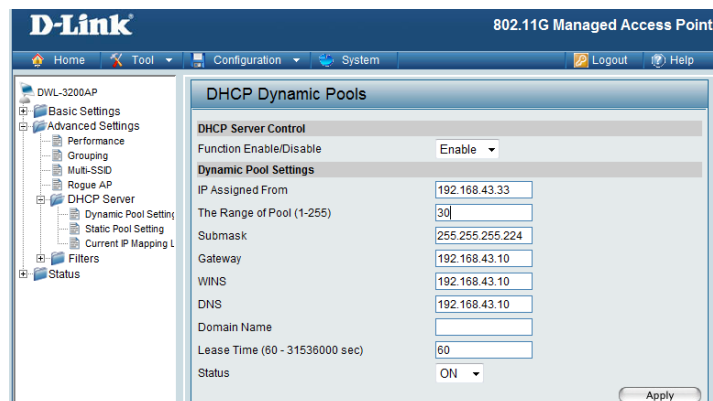 D-Link
802.11G Managed Access Point
Home Tool Configuration System Logout Help
DWL-3200AP
Basic Settings
Advanced Settings
Performance
Grouping
Multi-SSID
Rogue AP
DHCP Server
Dynamic Pool Setting
Static Pool Setting
Current IP Mapping L
Filters
Status
DHCP Dynamic Pools
DHCP Server Control
Function Enable/Disable Enable
Dynamic Pool Settings
IP Assigned From 192.168.43.33
The Range of Pool (1-255) 30
Submask 255.255.255.224
Gateway 192.168.43.10
WINS 192.168.43.10
DNS 192.168.43.10
Domain Name
Lease Time (60 - 31536000 sec) 60
Status ON
Apply